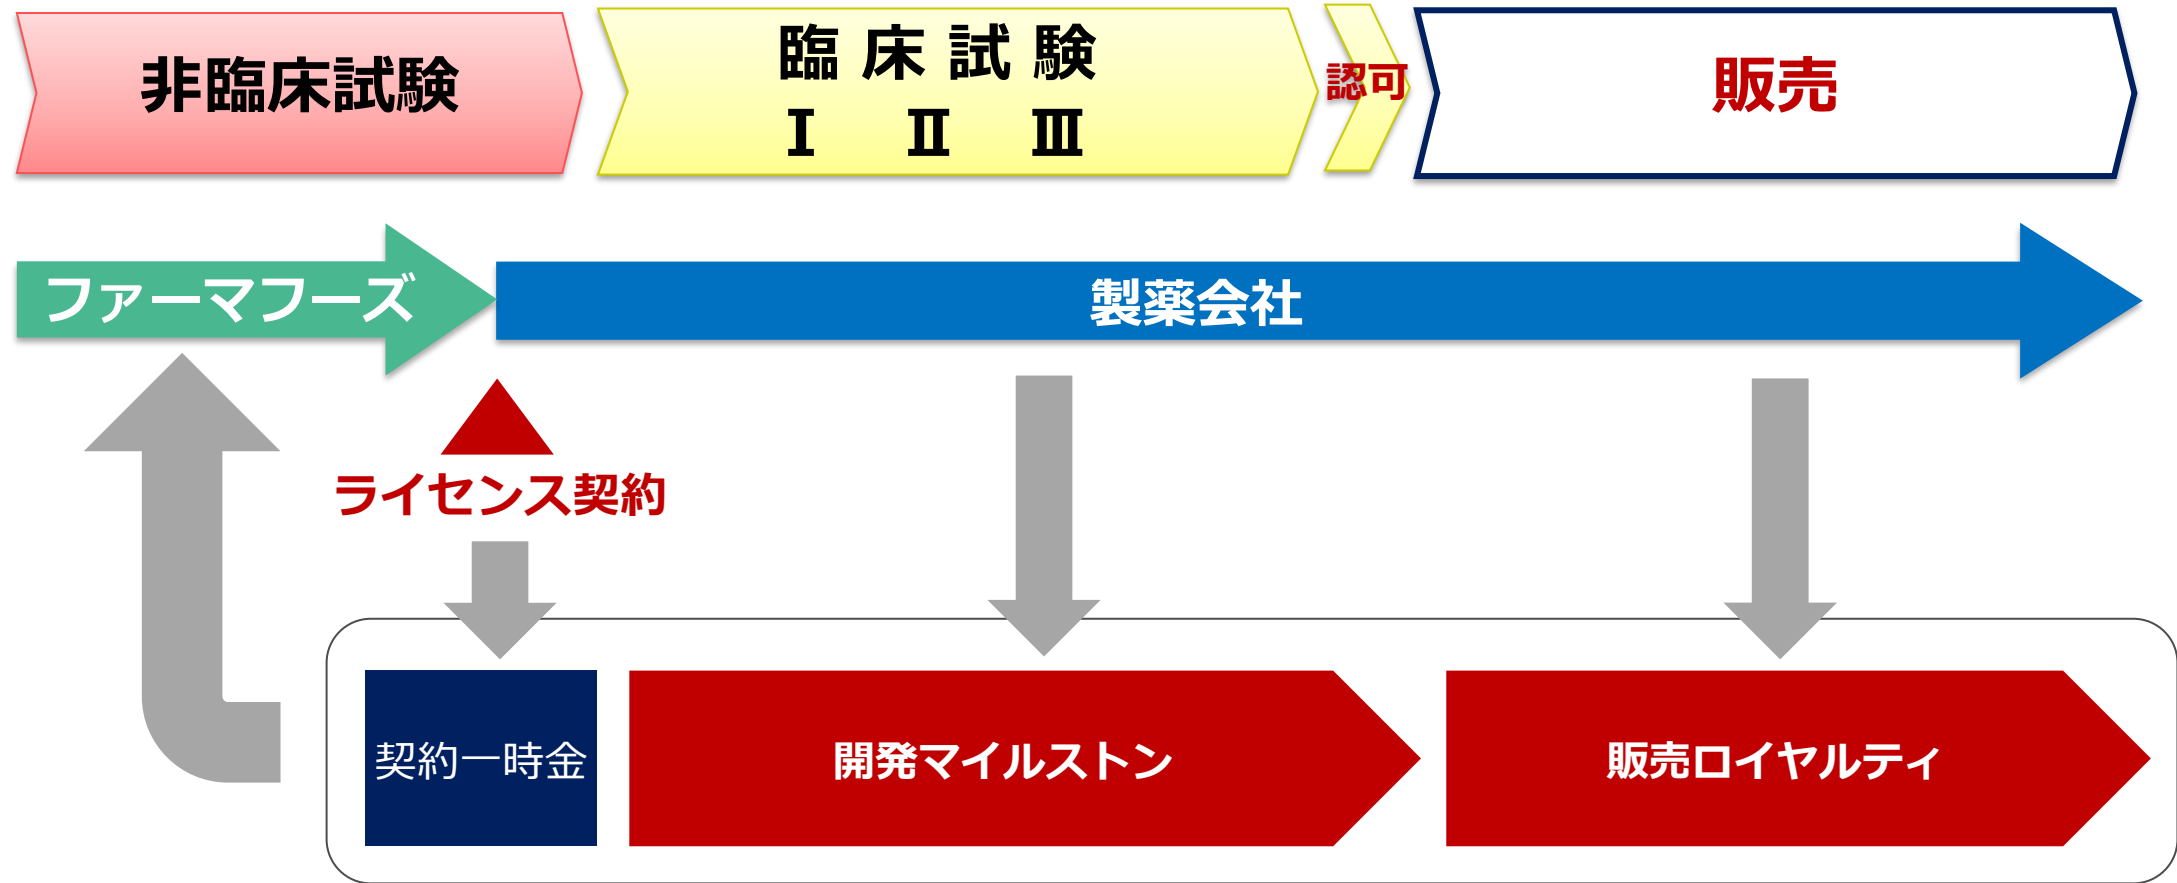 非臨床試験
臨床試験
Ⅰ Ⅱ Ⅲ
認可
販売
ファーマフーズ
製薬会社
ライセンス契約
契約一時金
開発マイルストン
販売ロイヤルティ